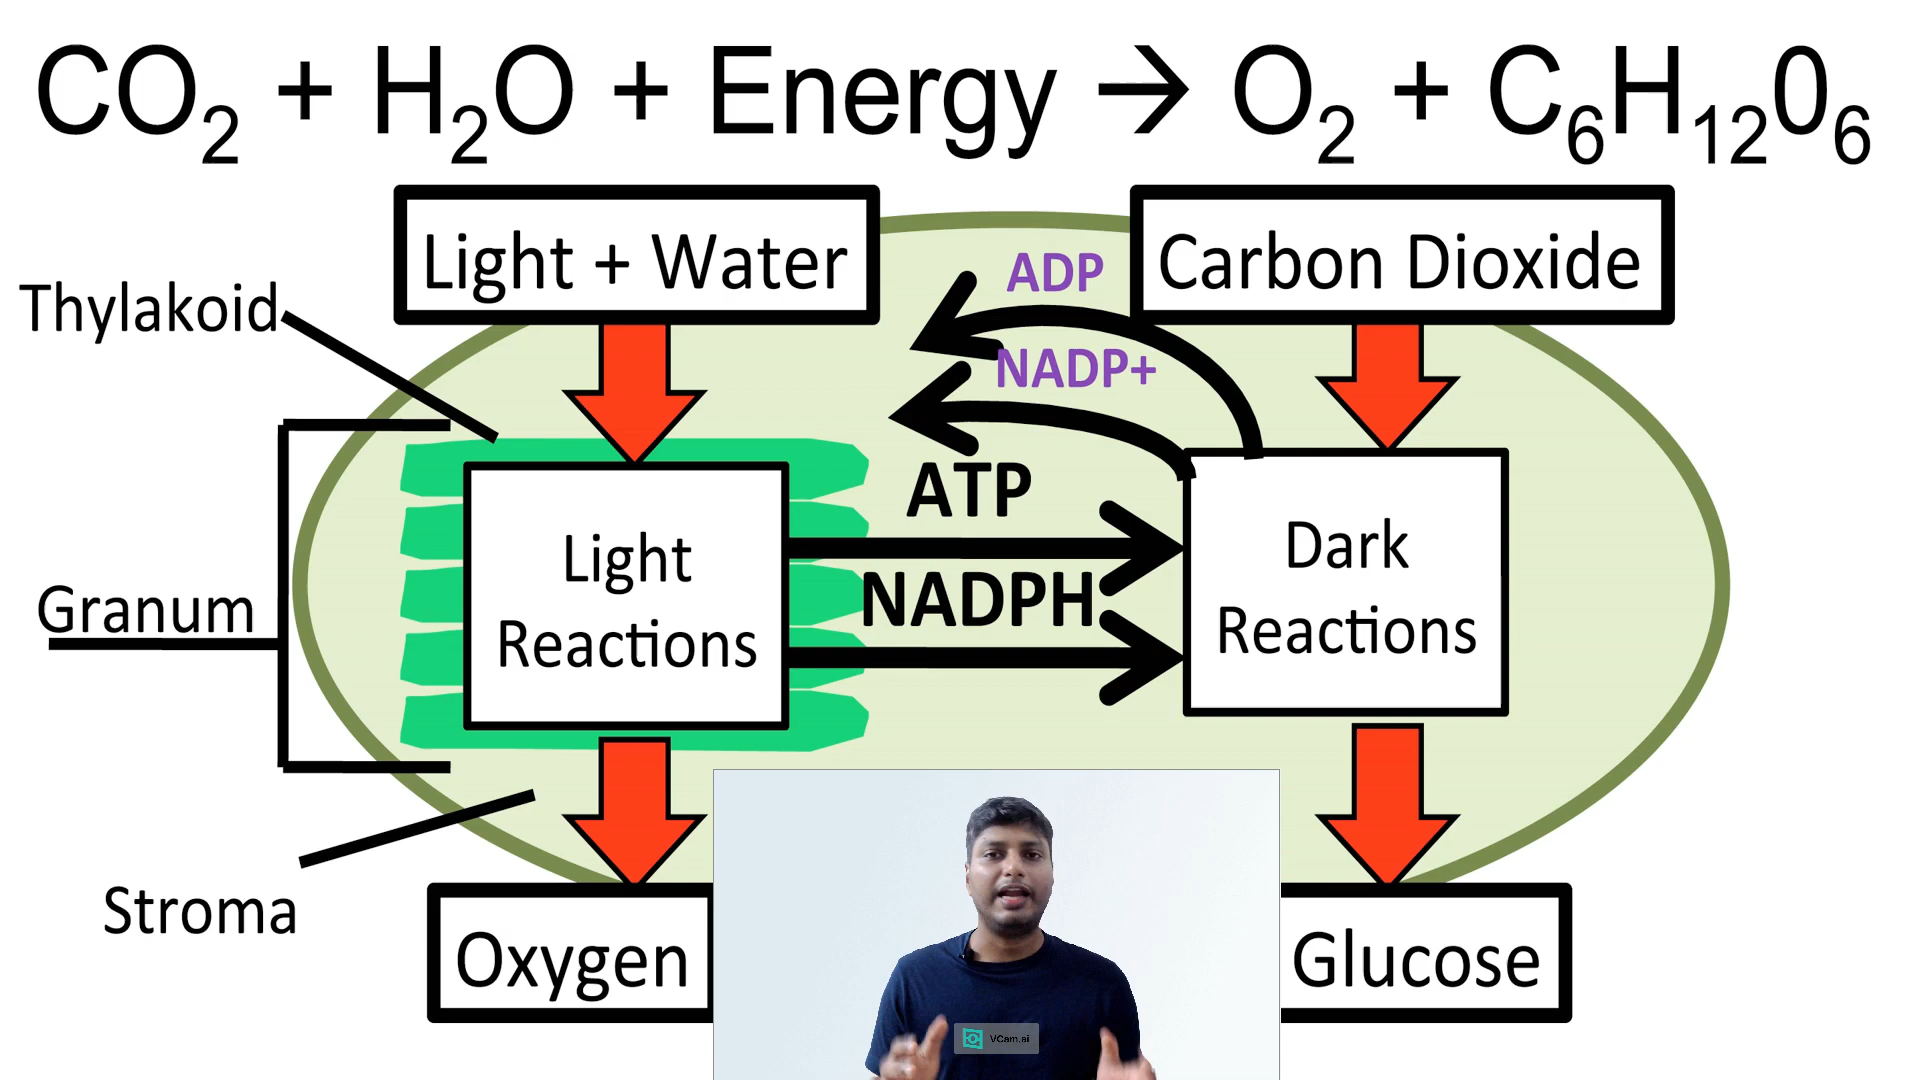 CO2 + H2O + Energy → O2 + C6H1206
Light + Water
Carbon Dioxide
ADP
Thylakoid
NADP+
ATP
Light
Reactions
Dark
Reactions
NADPH
Granum
Stroma
Oxygen
Glucose
VCam.ai